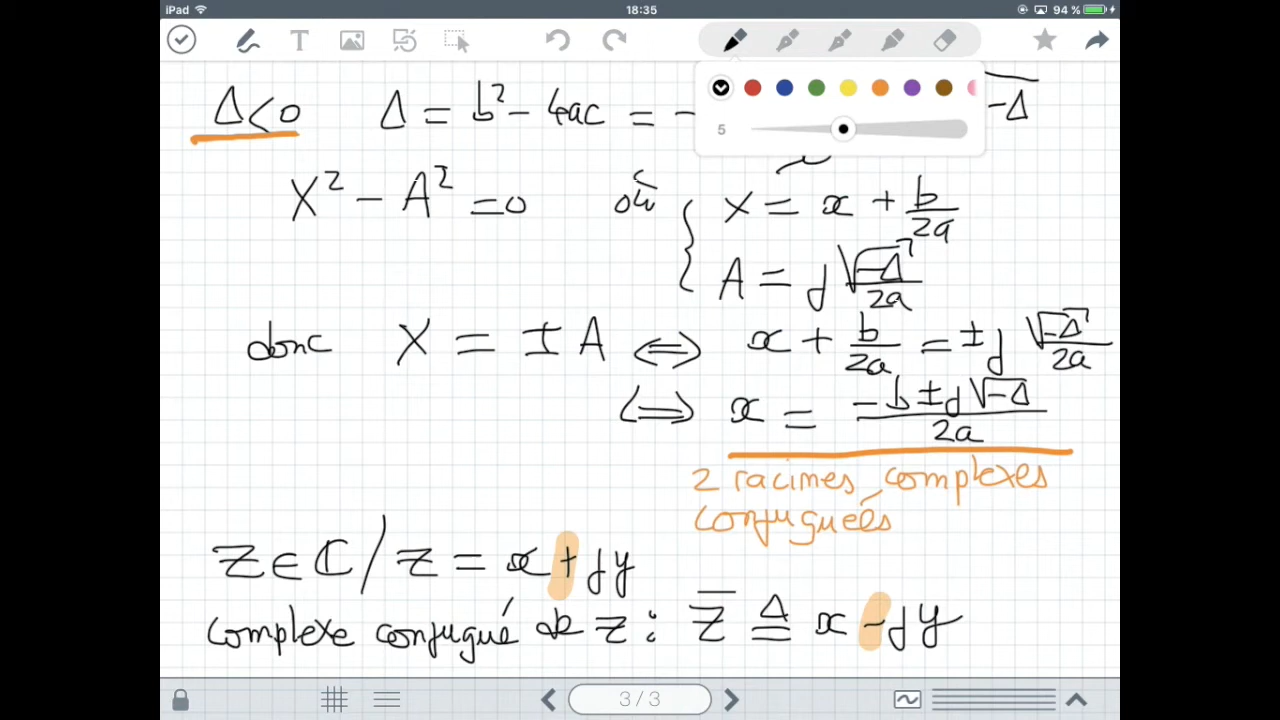 iPad 18:35 94 %
5
Δ<0 Δ = b² - 4ac = - -Δ
X² - A² = 0 où { X = x + b/2a
A = j √-Δ/2a
donc X = ± A ⟺ x + b/2a = ± j √-Δ/2a
⟺ x = -b ± j√-Δ/2a
2 racines complexes
conjuguées
Z ∈ ℂ / z = x + jy
complexe conjugué de z : z̅ ≜ x - jy
3 / 3